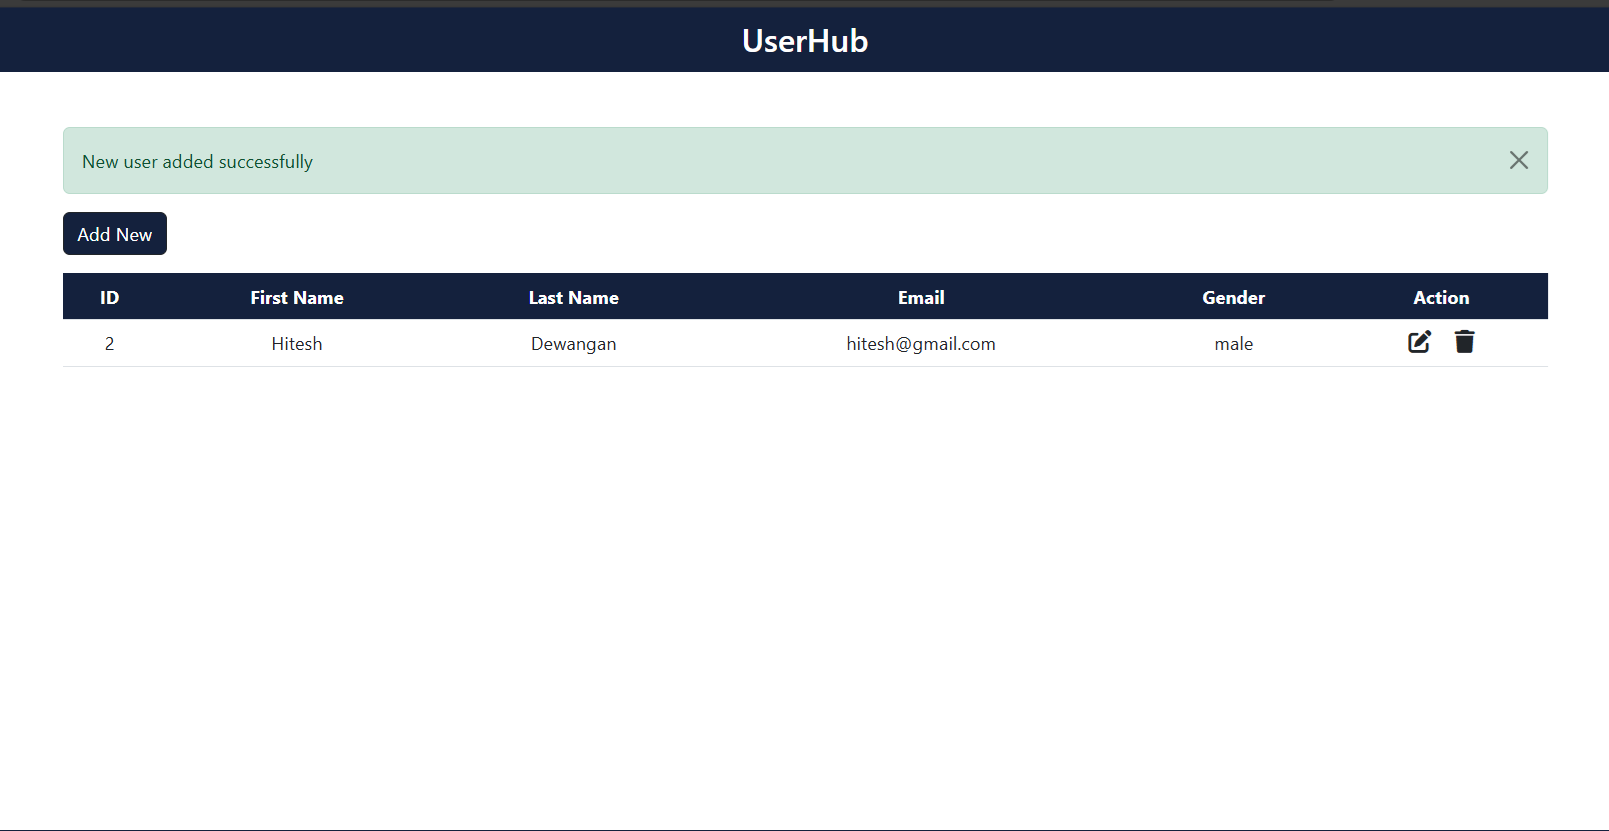 UserHub
New user added successfully
Add New
ID First Name Last Name Email Gender Action
2 Hitesh Dewangan hitesh@gmail.com male